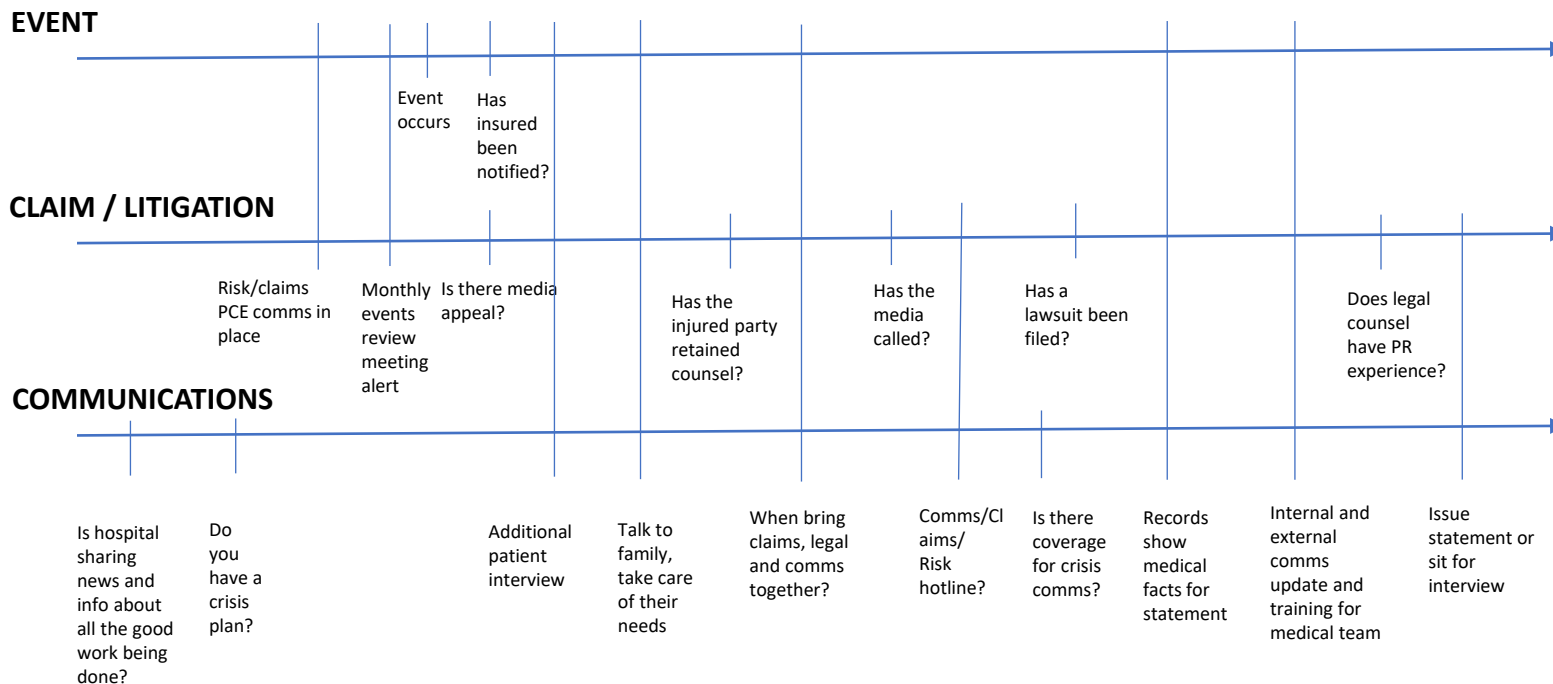 EVENT
Event
occurs
Has
insured
been
notified?
CLAIM / LITIGATION
Risk/claims
PCE comms in
place
Monthly
events
review
meeting
alert
Is there media
appeal?
Has the
injured party
retained
counsel?
Has the
media
called?
Has a
lawsuit been
filed?
Does legal
counsel
have PR
experience?
COMMUNICATIONS
Is hospital
sharing
news and
info about
all the good
work being
done?
Do
you
have a
crisis
plan?
Additional
patient
interview
Talk to
family,
take care
of their
needs
When bring
claims, legal
and comms
together?
Comms/Cl
aims/
Risk
hotline?
Is there
coverage
for crisis
comms?
Records
show
medical
facts for
statement
Internal and
external
comms
update and
training for
medical team
Issue
statement or
sit for
interview